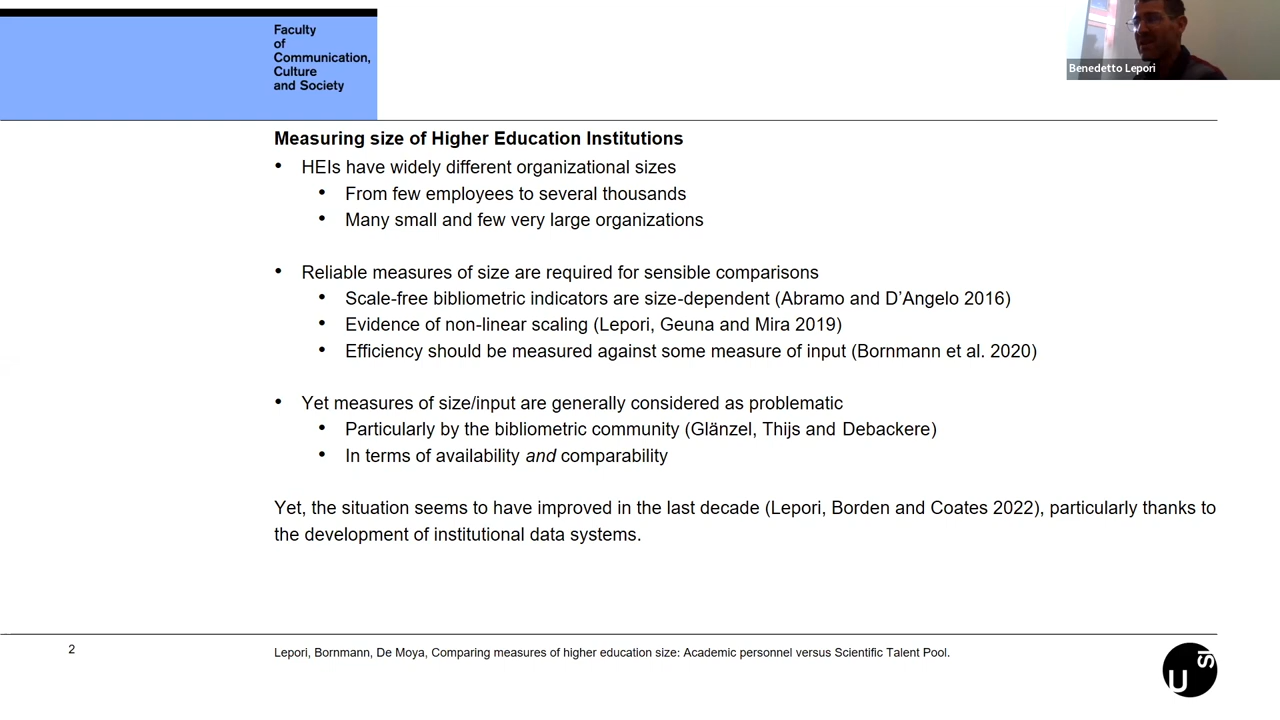 Faculty
of
Communication,
Culture
and Society
Benedetto Lepori
Measuring size of Higher Education Institutions
• HEIs have widely different organizational sizes
• From few employees to several thousands
• Many small and few very large organizations
• Reliable measures of size are required for sensible comparisons
• Scale-free bibliometric indicators are size-dependent (Abramo and D'Angelo 2016)
• Evidence of non-linear scaling (Lepori, Geuna and Mira 2019)
• Efficiency should be measured against some measure of input (Bornmann et al. 2020)
• Yet measures of size/input are generally considered as problematic
• Particularly by the bibliometric community (Glänzel, Thijs and Debackere)
• In terms of availability and comparability
Yet, the situation seems to have improved in the last decade (Lepori, Borden and Coates 2022), particularly thanks to
the development of institutional data systems.
2
Lepori, Bornmann, De Moya, Comparing measures of higher education size: Academic personnel versus Scientific Talent Pool.
U
SI